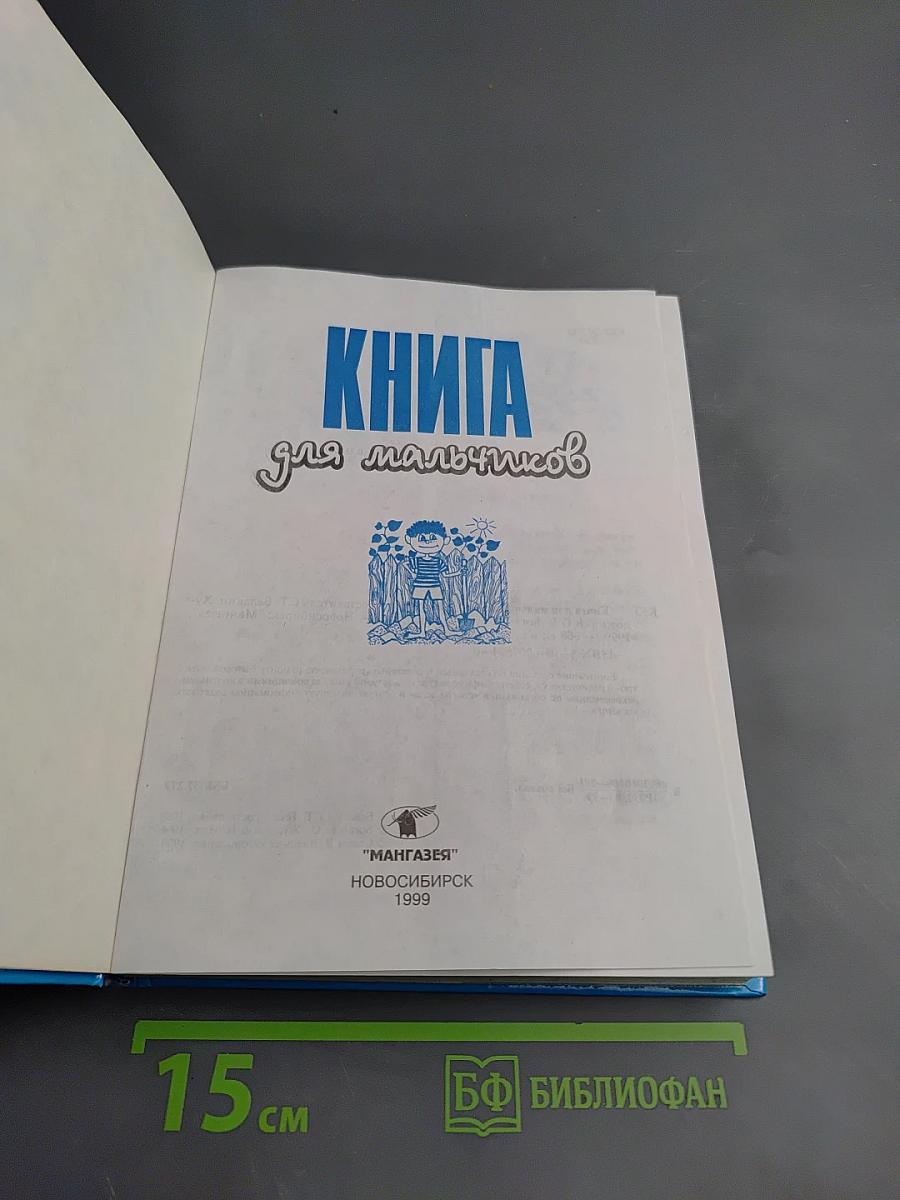 КНИГА
для мальчиков
"МАНГАЗЕЯ"
НОВОСИБИРСК
1999
15 см
БФ БИБЛИОФАН